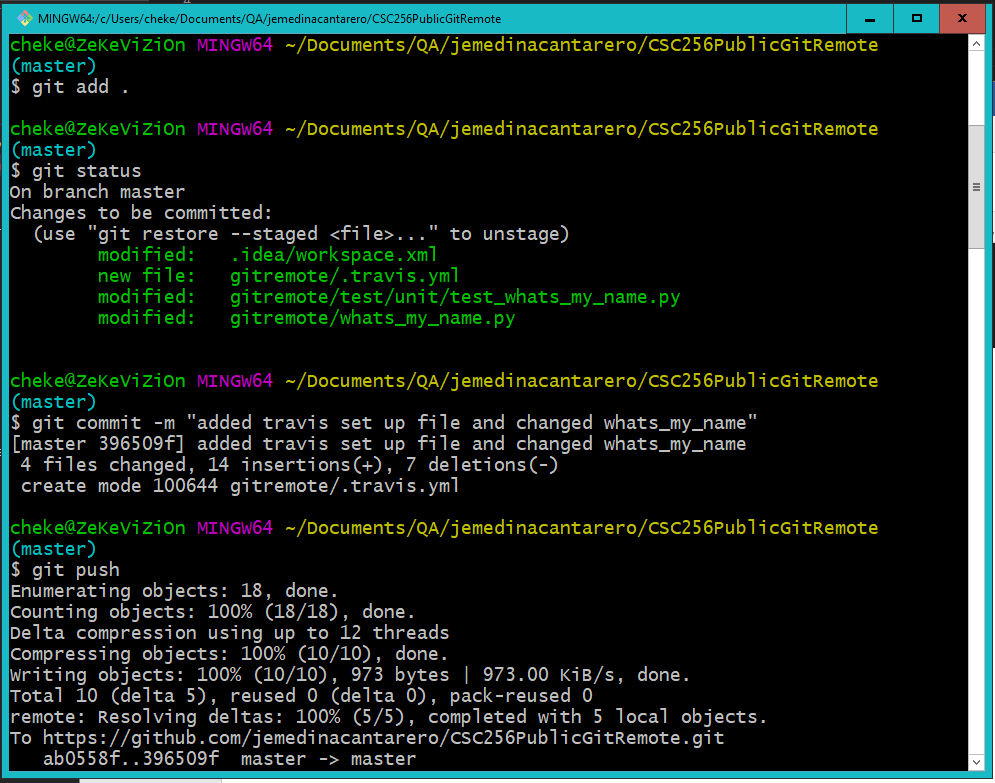 MINGW64:/c/Users/cheke/Documents/QA/jemedinacantarero/CSC256PublicGitRemote
cheke@ZeKeViZiOn MINGW64 ~/Documents/QA/jemedinacantarero/CSC256PublicGitRemote
(master)
$ git add .
cheke@ZeKeViZiOn MINGW64 ~/Documents/QA/jemedinacantarero/CSC256PublicGitRemote
(master)
$ git status
On branch master
Changes to be committed:
  (use "git restore --staged <file>..." to unstage)
        modified:   .idea/workspace.xml
        new file:   gitremote/.travis.yml
        modified:   gitremote/test/unit/test_whats_my_name.py
        modified:   gitremote/whats_my_name.py
cheke@ZeKeViZiOn MINGW64 ~/Documents/QA/jemedinacantarero/CSC256PublicGitRemote
(master)
$ git commit -m "added travis set up file and changed whats_my_name"
[master 396509f] added travis set up file and changed whats_my_name
 4 files changed, 14 insertions(+), 7 deletions(-)
 create mode 100644 gitremote/.travis.yml
cheke@ZeKeViZiOn MINGW64 ~/Documents/QA/jemedinacantarero/CSC256PublicGitRemote
(master)
$ git push
Enumerating objects: 18, done.
Counting objects: 100% (18/18), done.
Delta compression using up to 12 threads
Compressing objects: 100% (10/10), done.
Writing objects: 100% (10/10), 973 bytes | 973.00 KiB/s, done.
Total 10 (delta 5), reused 0 (delta 0), pack-reused 0
remote: Resolving deltas: 100% (5/5), completed with 5 local objects.
To https://github.com/jemedinacantarero/CSC256PublicGitRemote.git
   ab0558f..396509f  master -> master